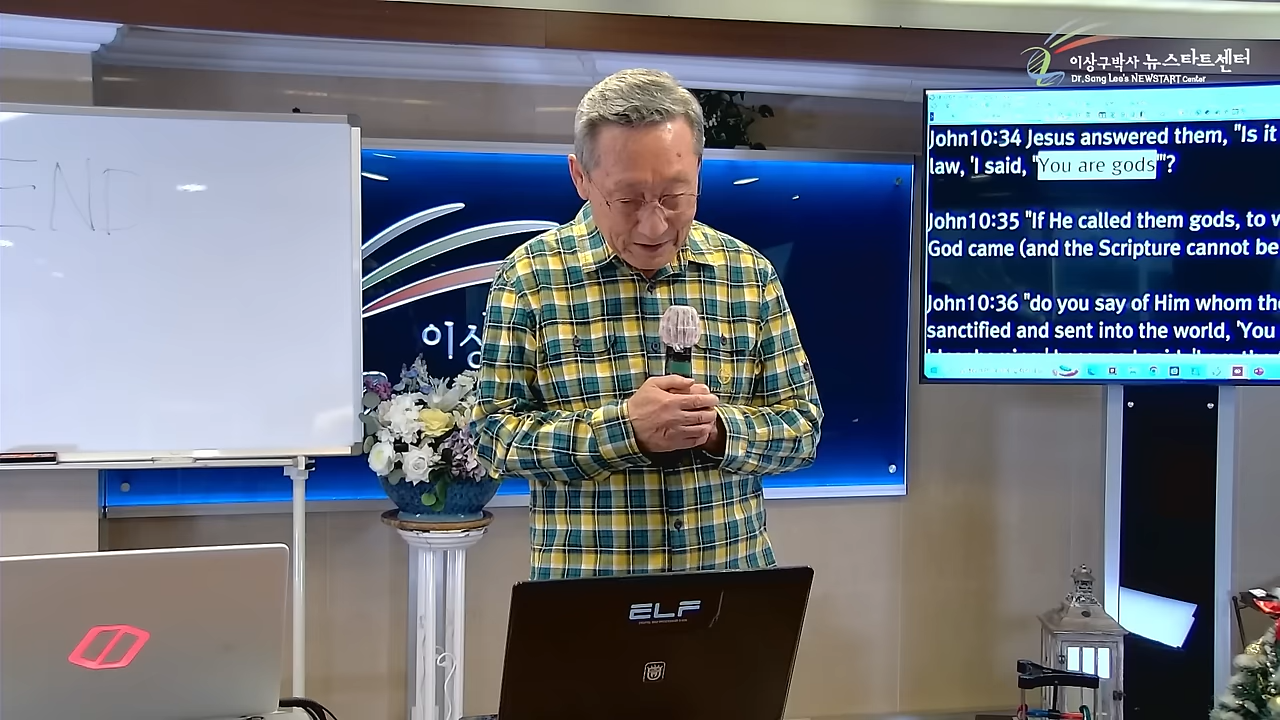 이상구박사 뉴스타트센터
Dr. Sang Lee's NEWSTART Center
END
이상
John10:34 Jesus answered them, "Is it
law, 'I said, "You are gods"'?
John10:35 "If He called them gods, to w
God came (and the Scripture cannot be
John10:36 "do you say of Him whom the
sanctified and sent into the world, 'You
ELF